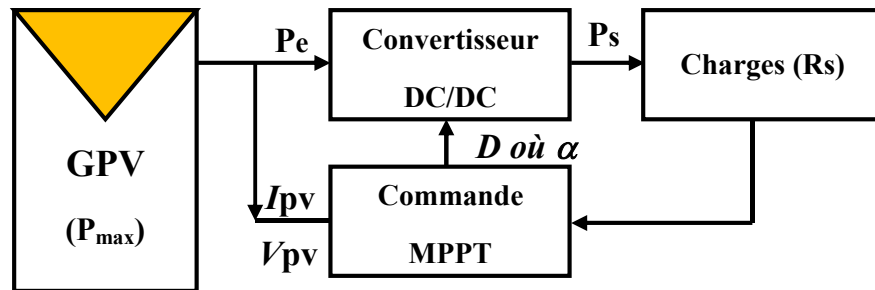 GPV
(Pmax)
Pe
Convertisseur
DC/DC
Ps
Charges (Rs)
D où α
Ipv
Vpv
Commande
MPPT